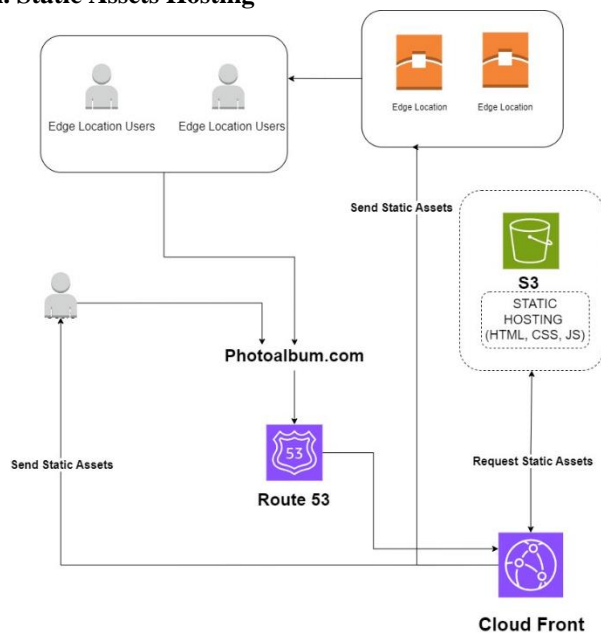 Static Assets Hosting
Edge Location Users
Edge Location Users
Edge Location
Edge Location
Send Static Assets
S3
STATIC
HOSTING
(HTML, CSS, JS)
Photoalbum.com
53
Route 53
Send Static Assets
Request Static Assets
Cloud Front